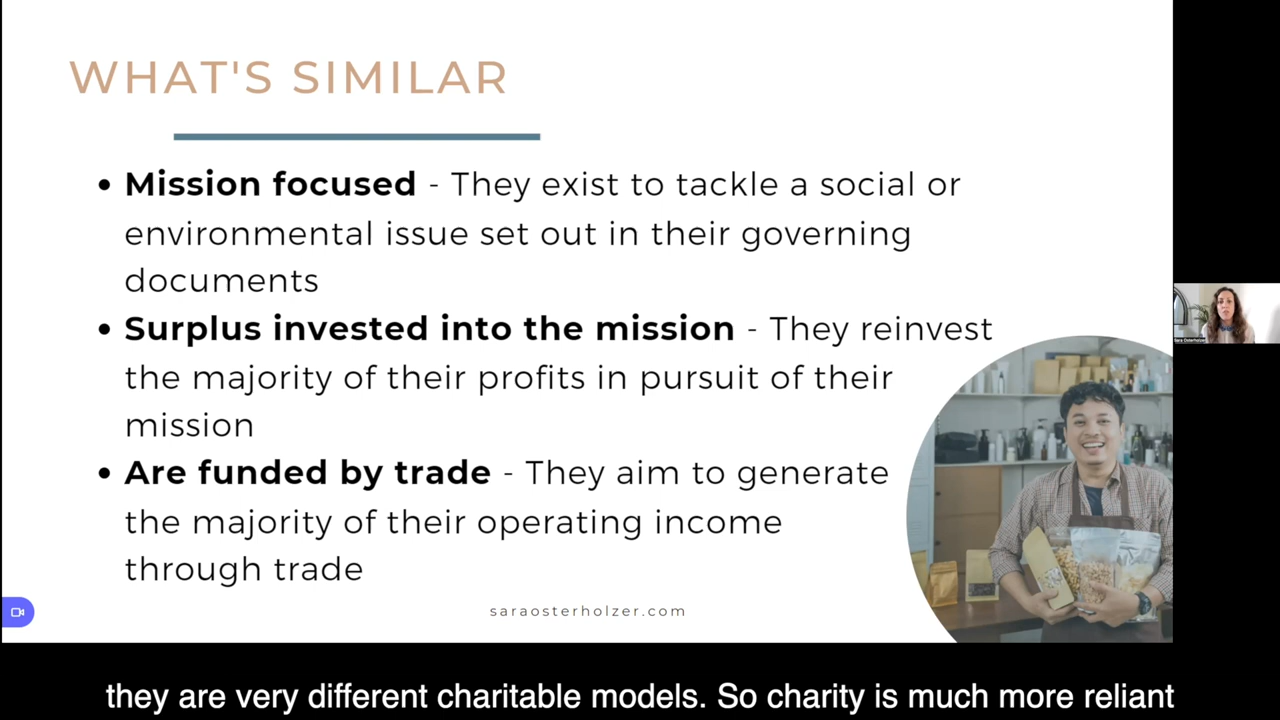 WHAT'S SIMILAR
• Mission focused - They exist to tackle a social or
environmental issue set out in their governing
documents
• Surplus invested into the mission - They reinvest
the majority of their profits in pursuit of their
mission
• Are funded by trade - They aim to generate
the majority of their operating income
through trade
saraosterholzer.com
Sara Osterholzer
they are very different charitable models. So charity is much more reliant